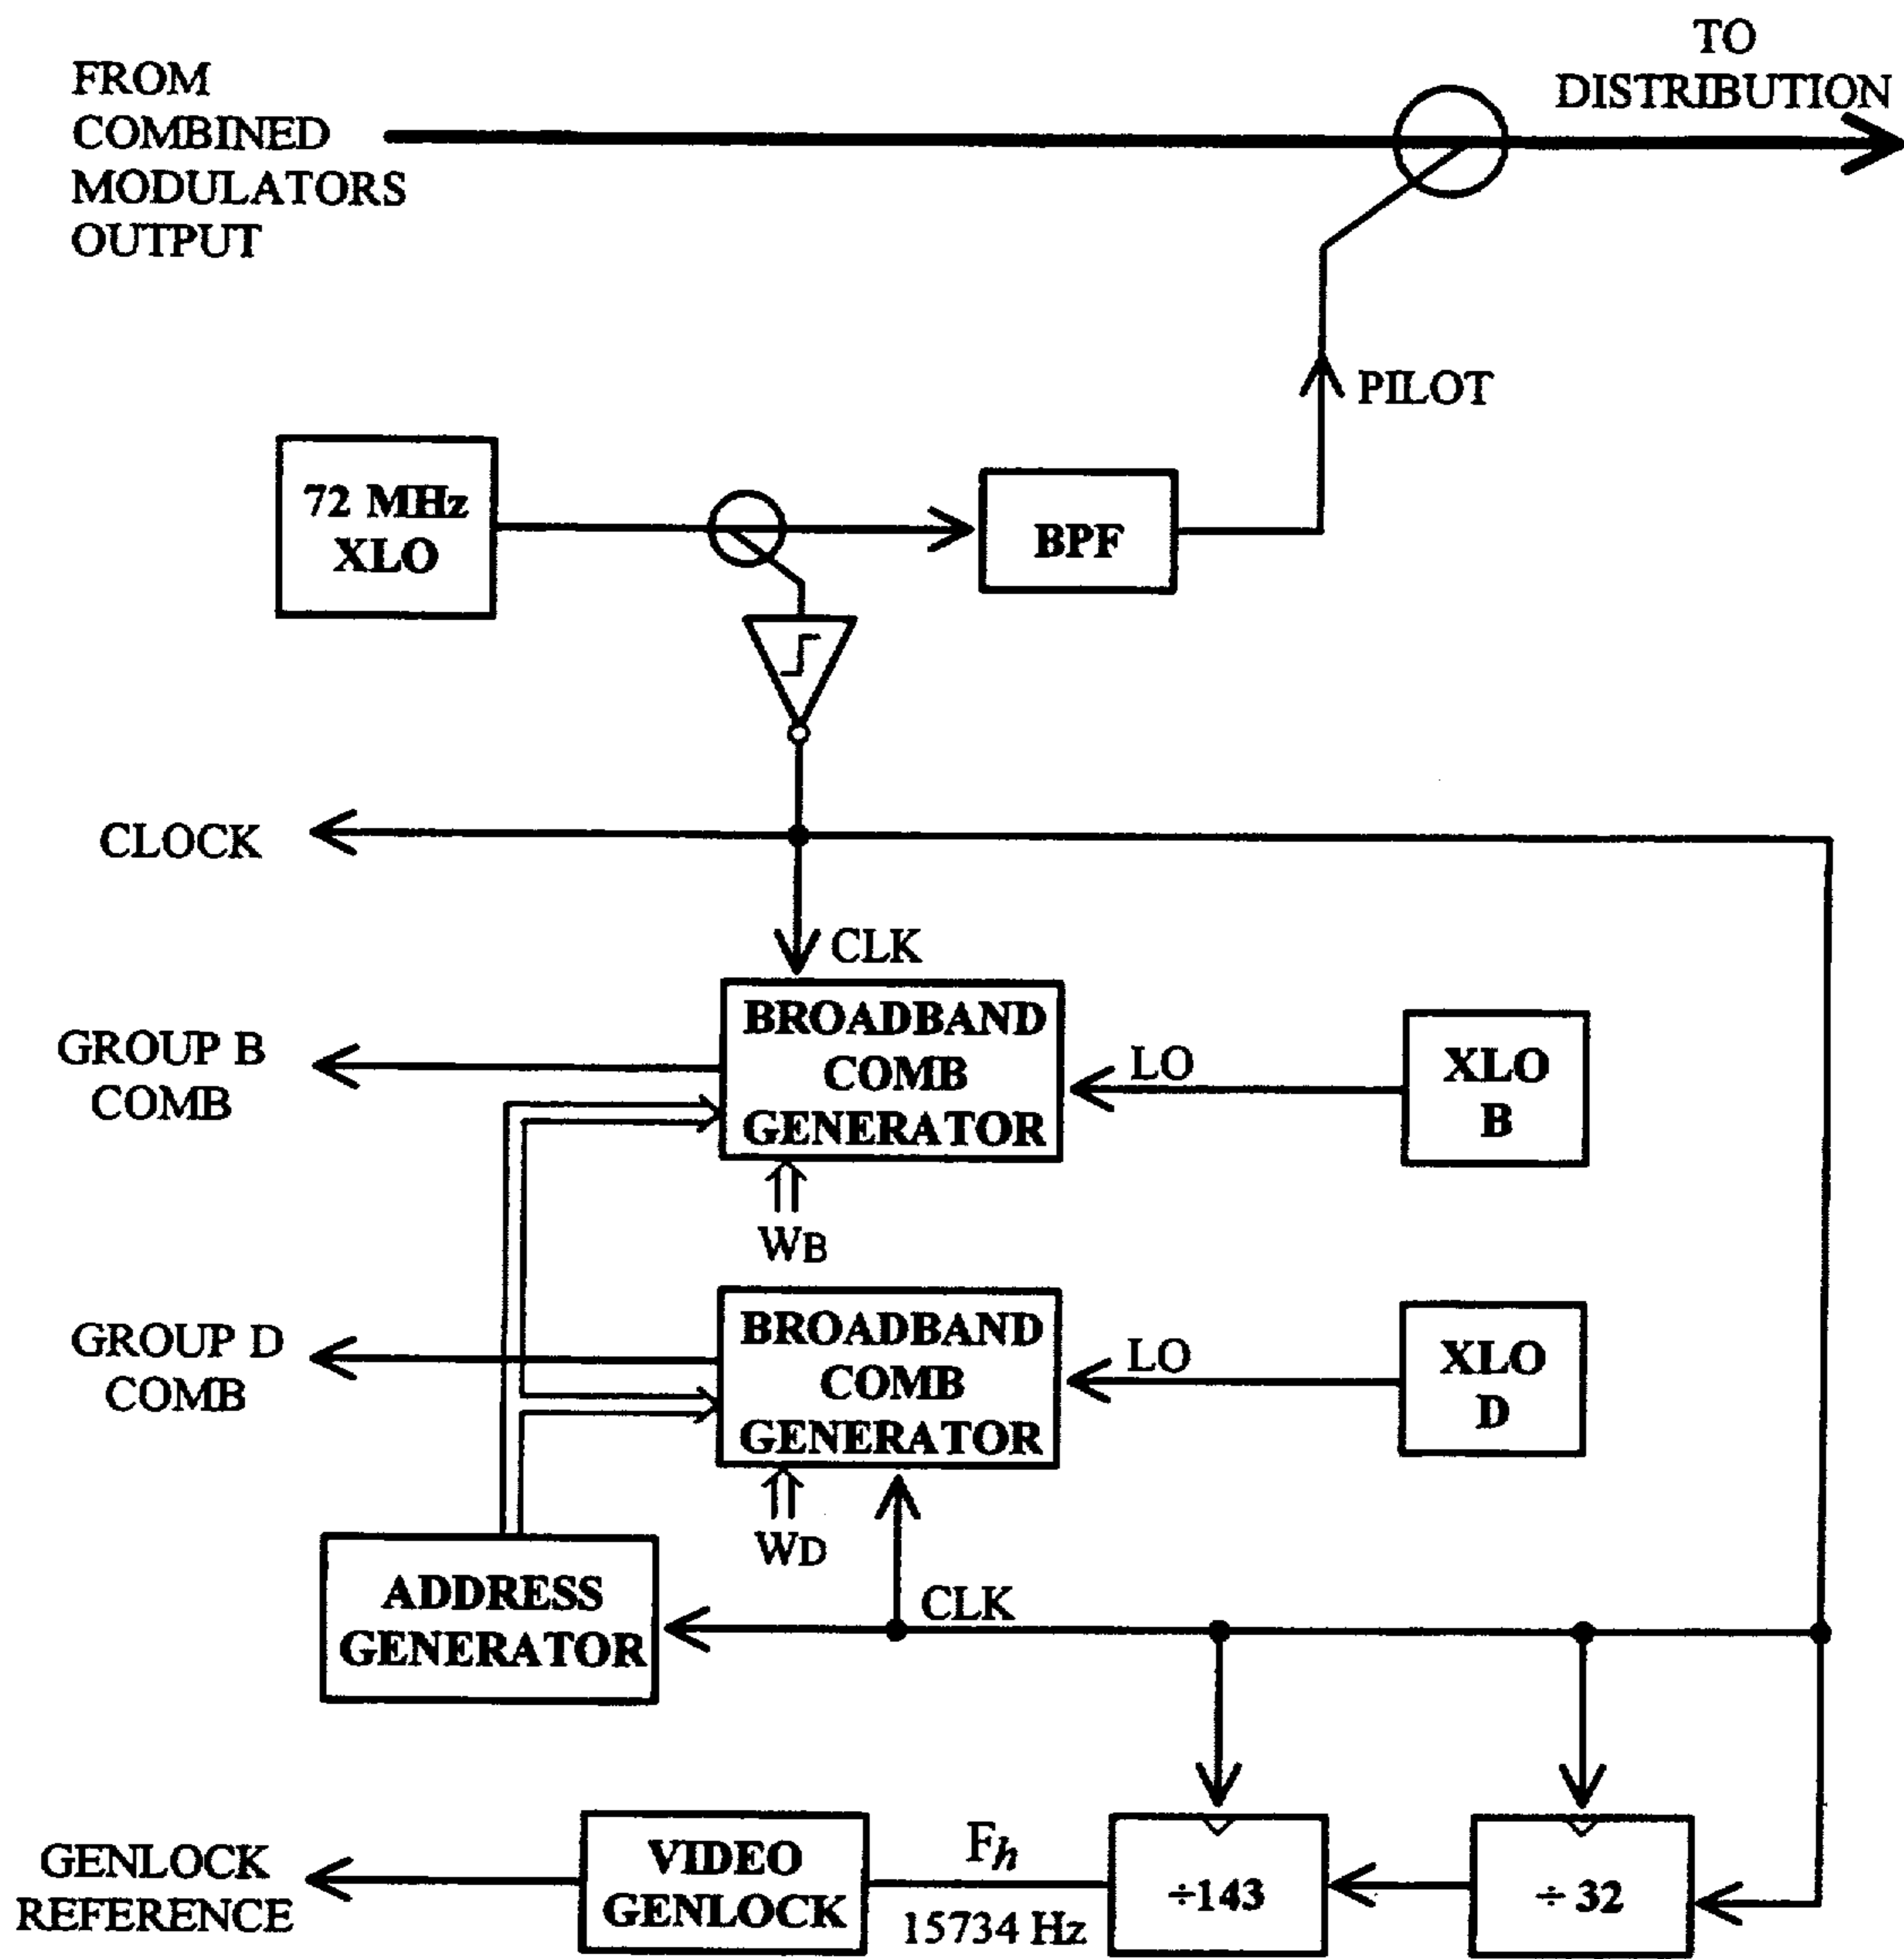 FROM
COMBINED
MODULATORS
OUTPUT
TO
DISTRIBUTION
PILOT
72 MHz
XLO
BPF
CLOCK
CLK
GROUP B
COMB
BROADBAND
COMB
GENERATOR
LO
XLO
B
WB
GROUP D
COMB
BROADBAND
COMB
GENERATOR
LO
XLO
D
WD
ADDRESS
GENERATOR
CLK
GENLOCK
REFERENCE
VIDEO
GENLOCK
Fh
15734 Hz
÷143
÷ 32